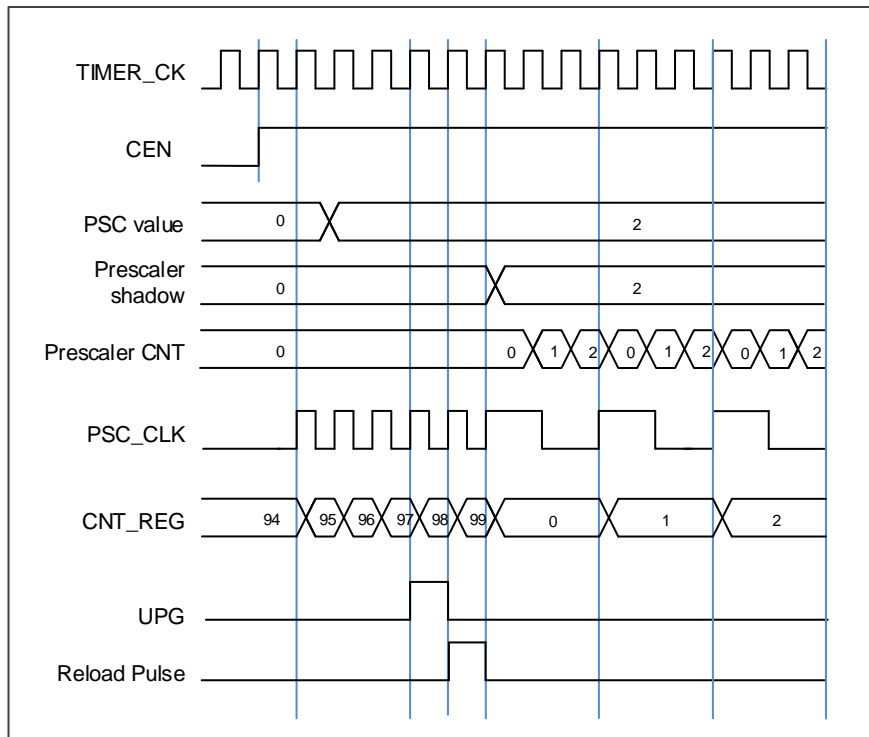 TIMER_CK
CEN
PSC value 0 2
Prescaler
shadow 0 2
Prescaler CNT 0 0 1 2 0 1 2 0 1 2
PSC_CLK
CNT_REG 94 95 96 97 98 99 0 1 2
UPG
Reload Pulse